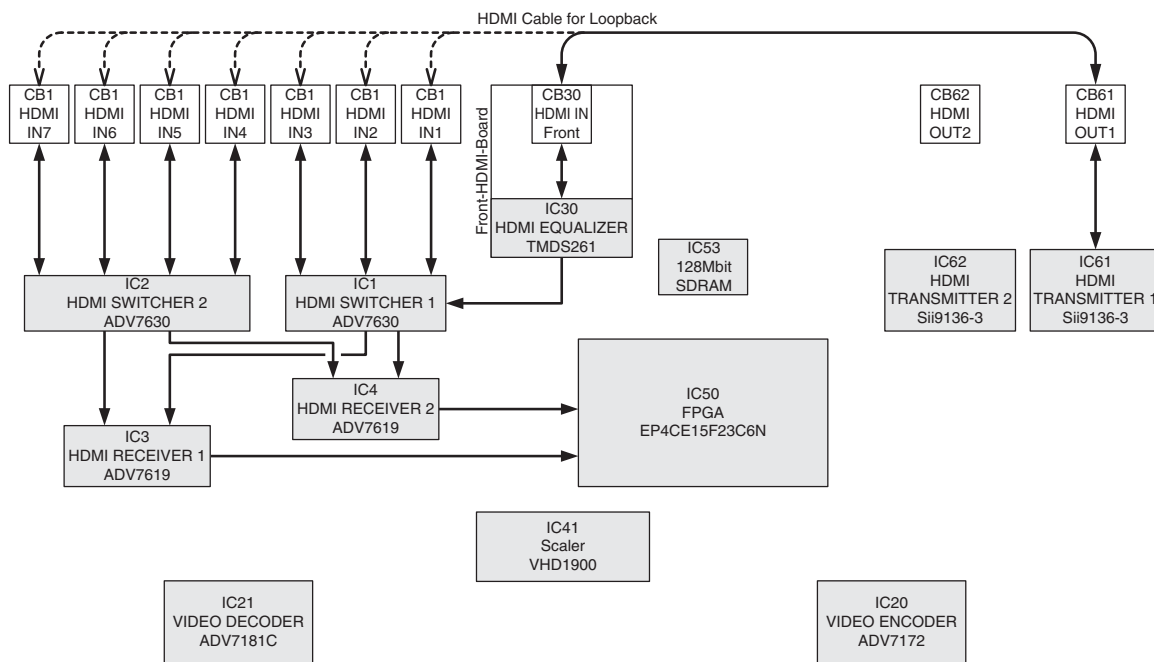 HDMI Cable for Loopback
CB1
HDMI
IN7
CB1
HDMI
IN6
CB1
HDMI
IN5
CB1
HDMI
IN4
CB1
HDMI
IN3
CB1
HDMI
IN2
CB1
HDMI
IN1
CB30
HDMI IN
Front
CB62
HDMI
OUT2
CB61
HDMI
OUT1
Front-HDMI-Board
IC30
HDMI EQUALIZER
TMDS261
IC53
128Mbit
SDRAM
IC62
HDMI
TRANSMITTER 2
Sii9136-3
IC61
HDMI
TRANSMITTER 1
Sii9136-3
IC2
HDMI SWITCHER 2
ADV7630
IC1
HDMI SWITCHER 1
ADV7630
IC4
HDMI RECEIVER 2
ADV7619
IC50
FPGA
EP4CE15F23C6N
IC3
HDMI RECEIVER 1
ADV7619
IC41
Scaler
VHD1900
IC21
VIDEO DECODER
ADV7181C
IC20
VIDEO ENCODER
ADV7172